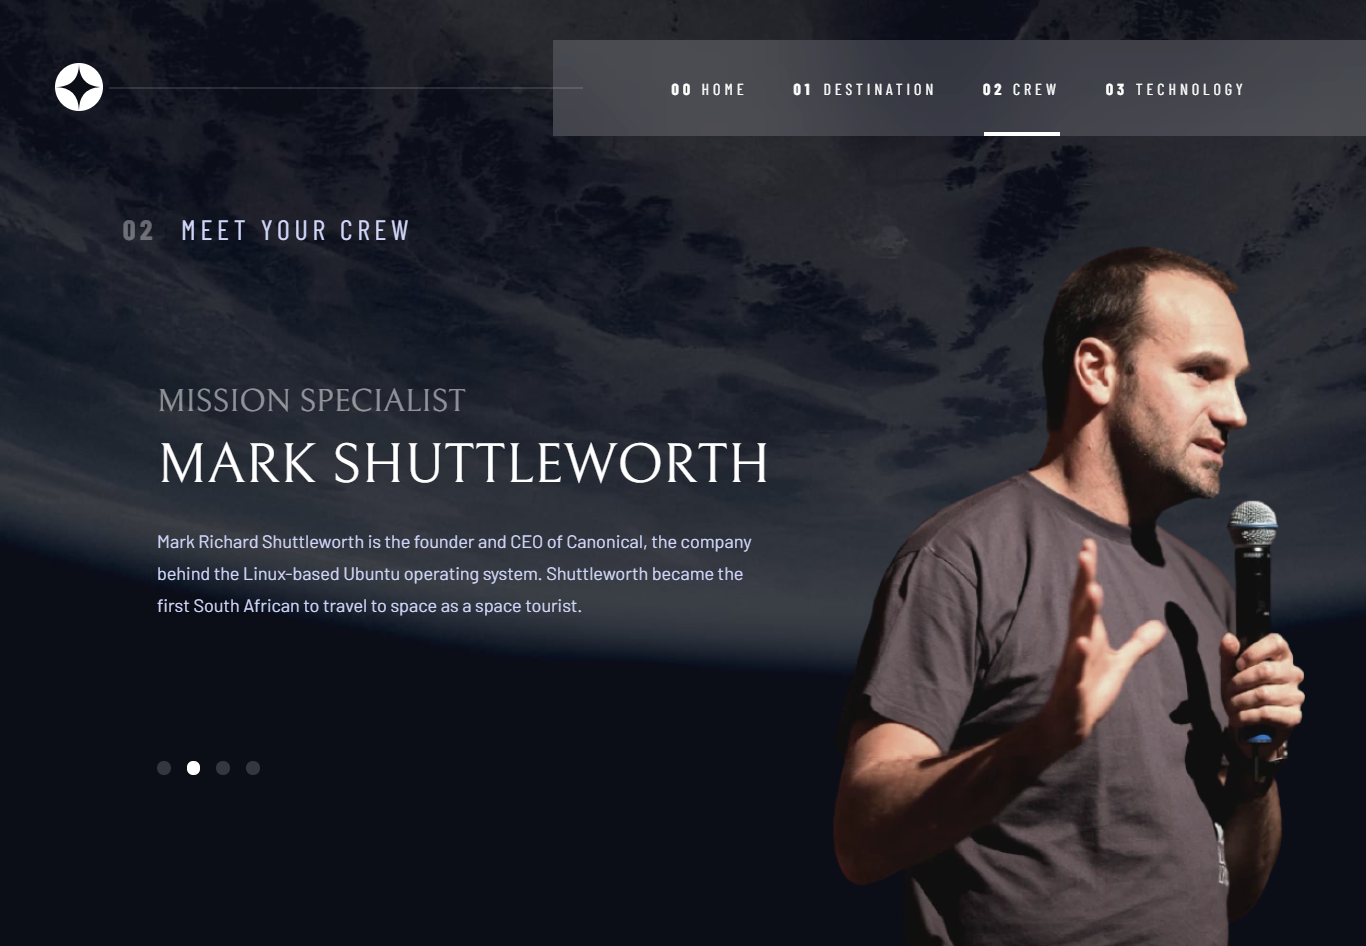 00 HOME 01 DESTINATION 02 CREW 03 TECHNOLOGY
02 MEET YOUR CREW
MISSION SPECIALIST
MARK SHUTTLEWORTH
Mark Richard Shuttleworth is the founder and CEO of Canonical, the company
behind the Linux-based Ubuntu operating system. Shuttleworth became the
first South African to travel to space as a space tourist.